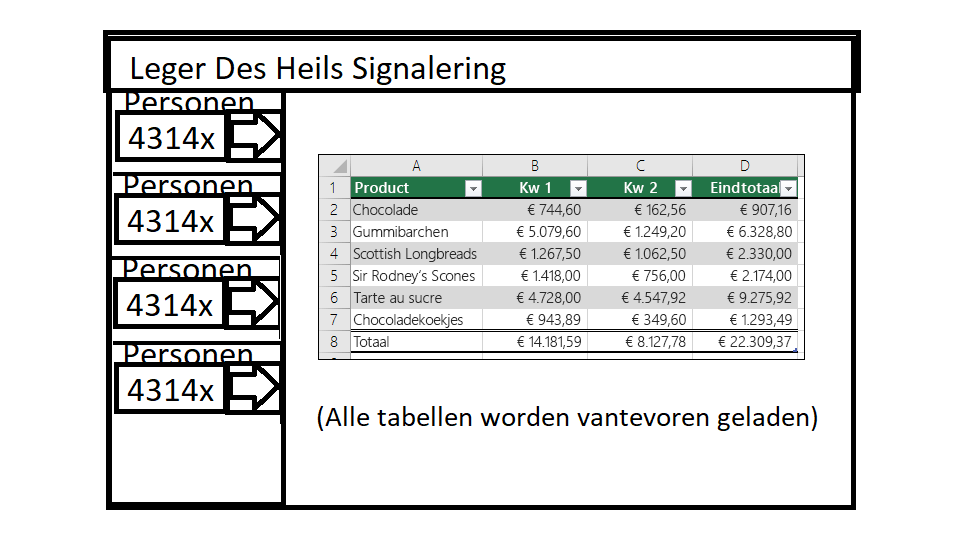 Leger Des Heils Signalering
Personen
4314x
Personen
4314x
Personen
4314x
Personen
4314x
A B C D
1 Product Kw 1 Kw 2 Eindtotaal
2 Chocolade € 744,60 € 162,56 € 907,16
3 Gummibarchen € 5.079,60 € 1.249,20 € 6.328,80
4 Scottish Longbreads € 1.267,50 € 1.062,50 € 2.330,00
5 Sir Rodney's Scones € 1.418,00 € 756,00 € 2.174,00
6 Tarte au sucre € 4.728,00 € 4.547,92 € 9.275,92
7 Chocoladekoekjes € 943,89 € 349,60 € 1.293,49
8 Totaal € 14.181,59 € 8.127,78 € 22.309,37
(Alle tabellen worden vantevoren geladen)